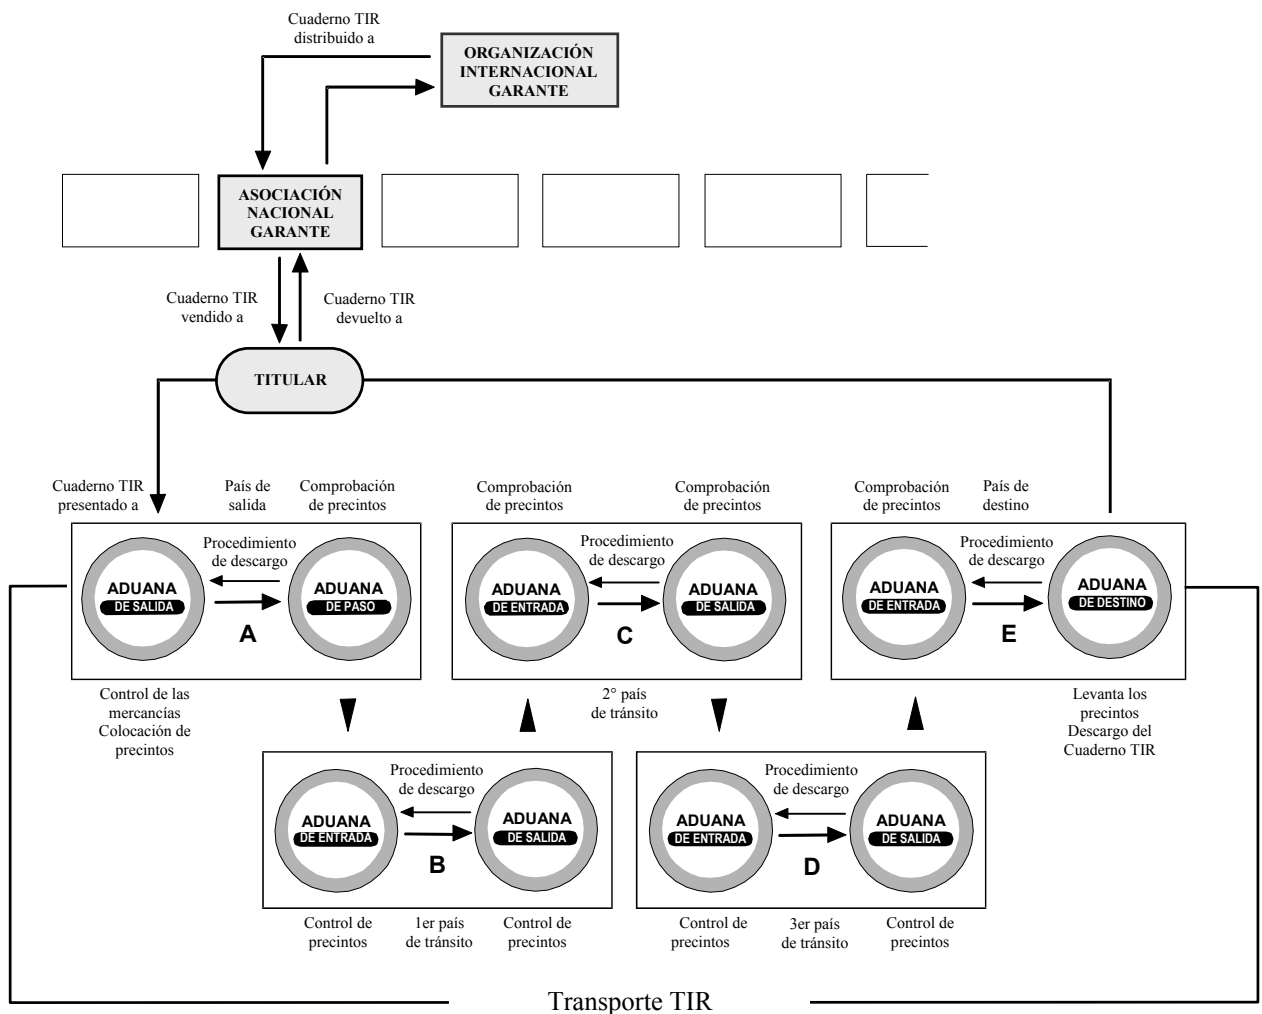 Cuaderno TIR
distribuido a
ORGANIZACIÓN
INTERNACIONAL
GARANTE
ASOCIACIÓN
NACIONAL
GARANTE
Cuaderno TIR
vendido a
Cuaderno TIR
devuelto a
TITULAR
Cuaderno TIR
presentado a
País de
salida
Comprobación
de precintos
Comprobación
de precintos
Comprobación
de precintos
Comprobación
de precintos
País de
destino
ADUANA
DE SALIDA
Procedimiento
de descargo
A
ADUANA
DE PASO
ADUANA
DE ENTRADA
Procedimiento
de descargo
C
ADUANA
DE SALIDA
ADUANA
DE ENTRADA
Procedimiento
de descargo
E
ADUANA
DE DESTINO
Control de las
mercancías
Colocación de
precintos
2° país
de tránsito
Levanta los
precintos
Descargo del
Cuaderno TIR
ADUANA
DE ENTRADA
Procedimiento
de descargo
B
ADUANA
DE SALIDA
ADUANA
DE ENTRADA
Procedimiento
de descargo
D
ADUANA
DE SALIDA
Control de
precintos
1er país
de tránsito
Control de
precintos
Control de
precintos
3er país
de tránsito
Control de
precintos
Transporte TIR